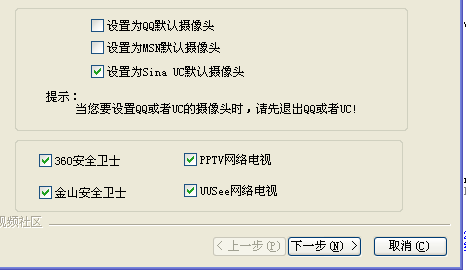 设置为QQ默认摄像头
设置为MSN默认摄像头
设置为Sina UC默认摄像头
提示：
当您要设置QQ或者UC的摄像头时，请先退出QQ或者UC!
360安全卫士
PPTV网络电视
金山安全卫士
UUSee网络电视
视频社区
< 上一步(P)
下一步(N) >
取消(C)